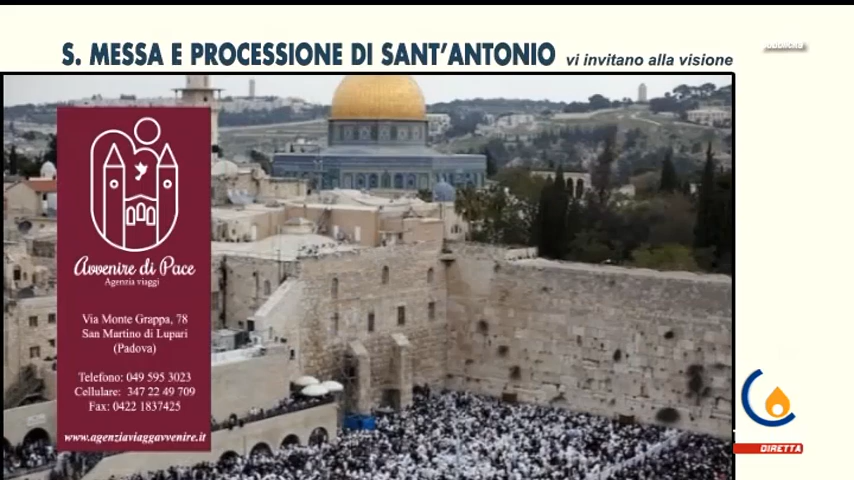 S. MESSA E PROCESSIONE DI SANT'ANTONIO vi invitano alla visione
Avvenire di Pace
Agenzia viaggi
Via Monte Grappa, 78
San Martino di Lupari
(Padova)
Telefono: 049 595 3023
Cellulare: 347 22 49 709
Fax: 0422 1837425
www.agenziaviaggavvenire.it
DIRETTA